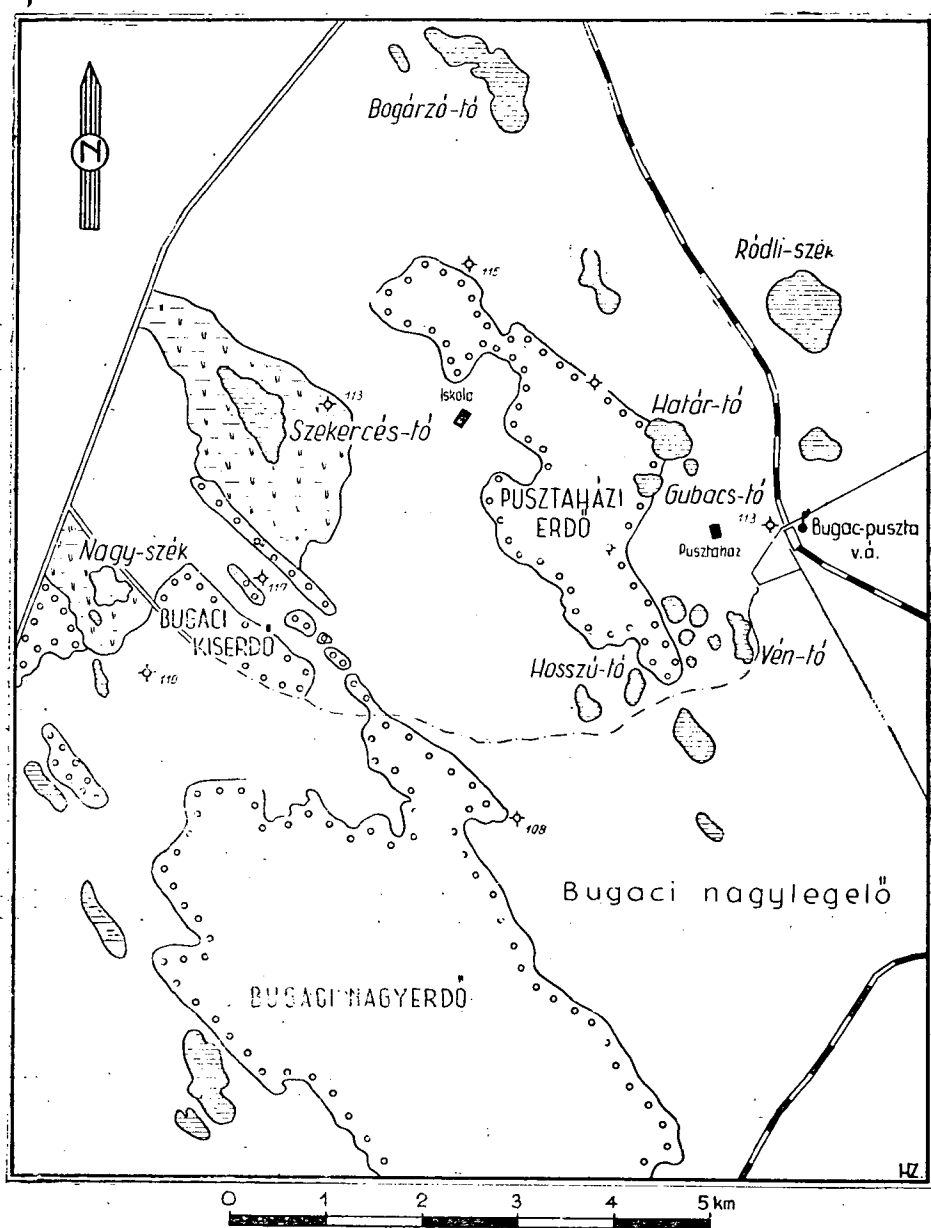 Bogárzó-tó
Z
Ródli-szék
115
Iskola
Határ-tó
113
Szekercés-tó
PUSZTAHÁZI
ERDŐ
Gubacs-tó
113
Bugac-puszta
v.á.
Pusztaház
Nagy-szék
117
BUGACI
KISERDŐ
110
Hosszú-tó
Vén-tó
108
Bugaci nagylegelő
BUGACI NAGYERDŐ
HZ.
0 1 2 3 4 5 km